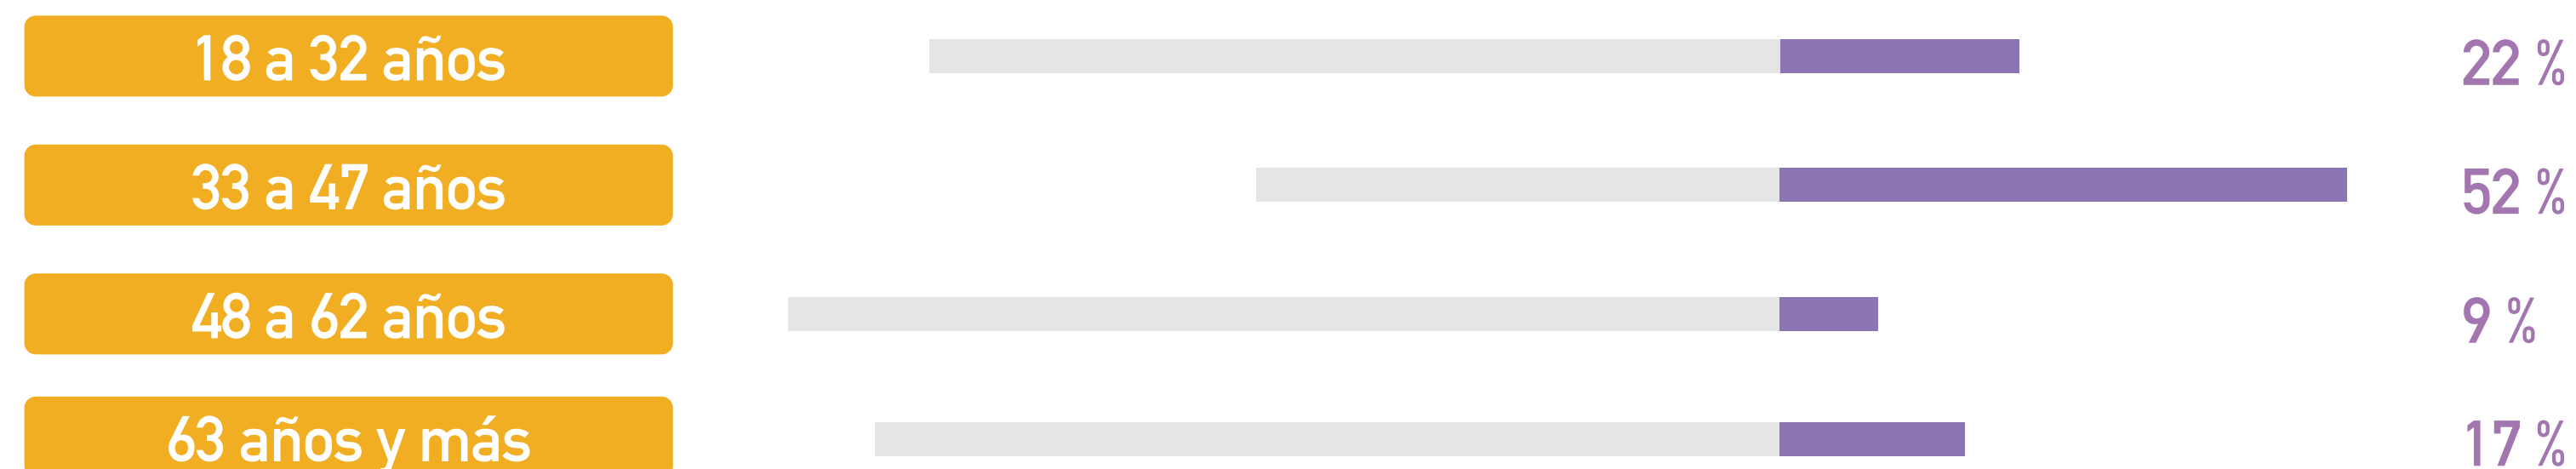 18 a 32 años 22 %
33 a 47 años 52 %
48 a 62 años 9 %
63 años y más 17 %